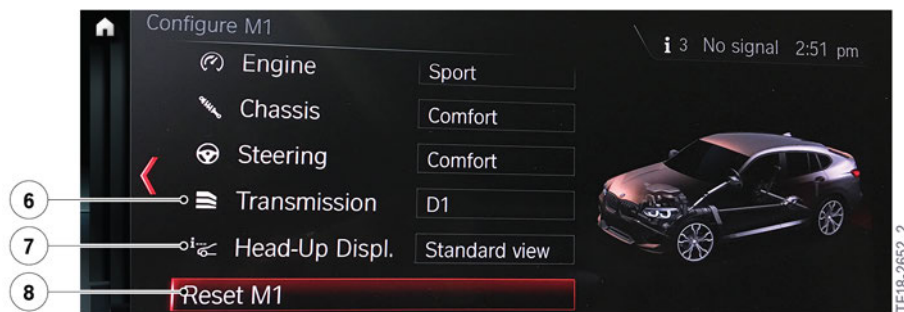 Configure M1
i 3 No signal 2:51 pm
Engine Sport
Chassis Comfort
Steering Comfort
6 Transmission D1
7 Head-Up Displ. Standard view
8 Reset M1
TF18-2652_2